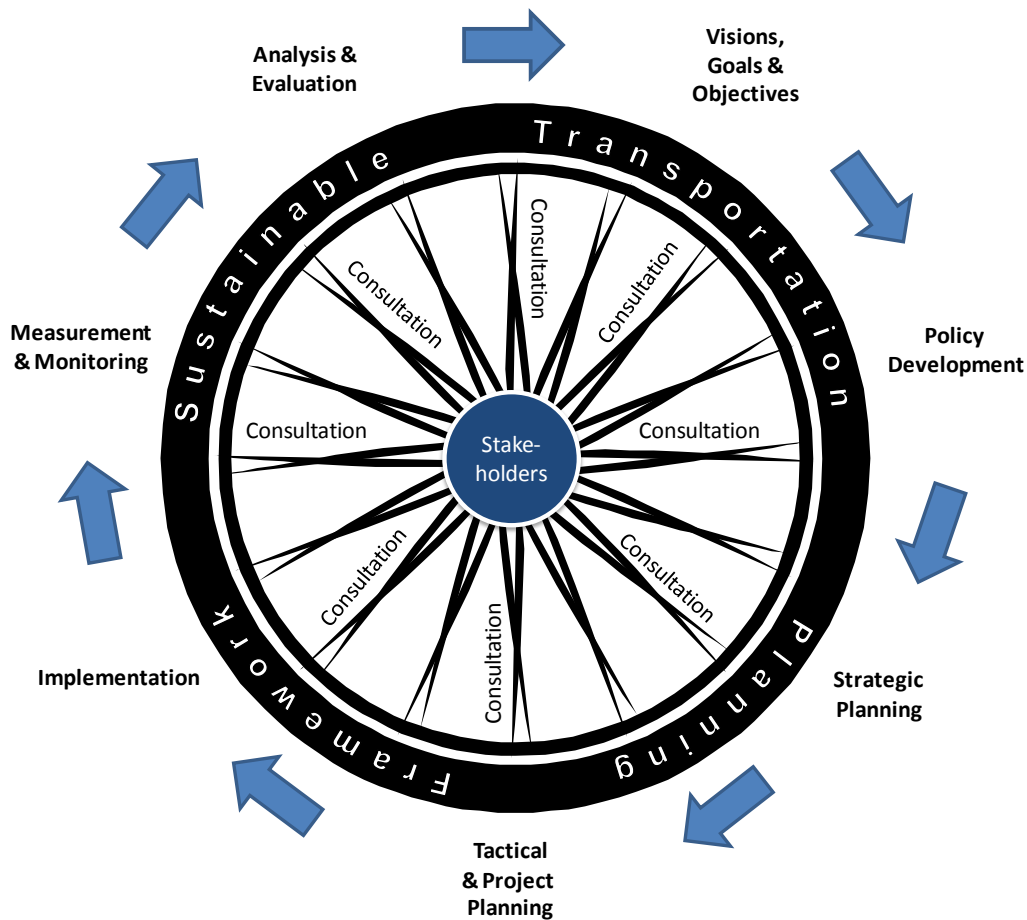 Analysis &
Evaluation
Visions,
Goals &
Objectives
Policy
Development
Strategic
Planning
Tactical
& Project
Planning
Implementation
Measurement
& Monitoring
Sustainable Transportation Planning Framework
Consultation
Consultation
Consultation
Consultation
Consultation
Consultation
Consultation
Consultation
Stake-
holders